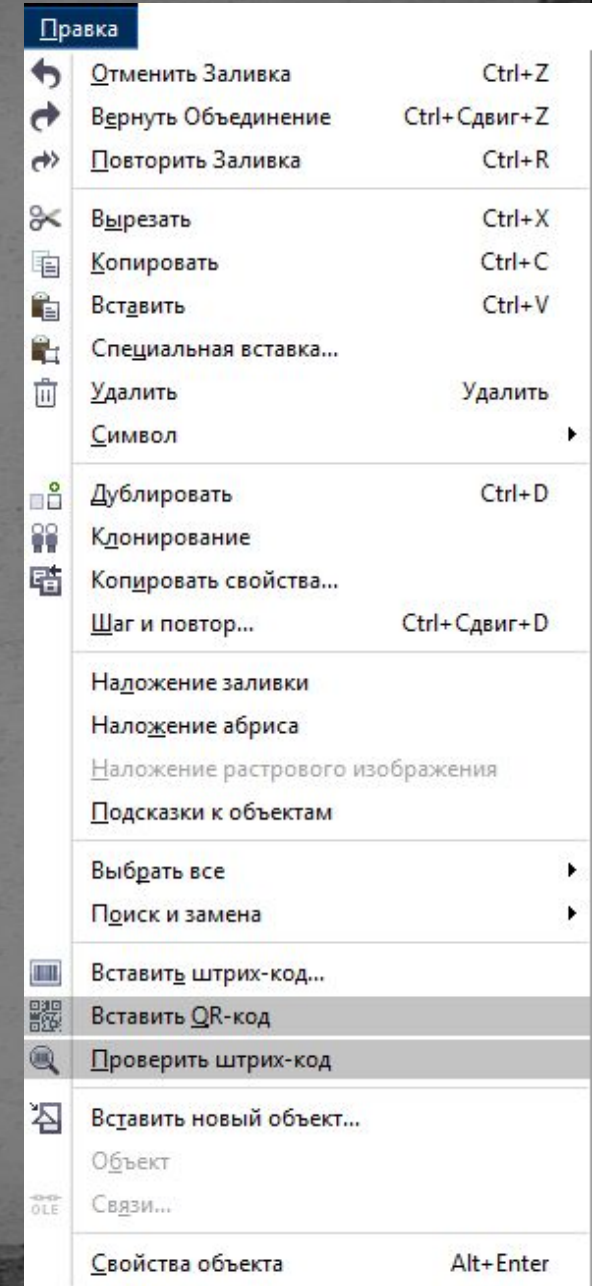 Правка
Отменить Заливка Ctrl+Z
Вернуть Объединение Ctrl+Сдвиг+Z
Повторить Заливка Ctrl+R
Вырезать Ctrl+X
Копировать Ctrl+C
Вставить Ctrl+V
Специальная вставка...
Удалить Удалить
Символ
Дублировать Ctrl+D
Клонирование
Копировать свойства...
Шаг и повтор... Ctrl+Сдвиг+D
Наложение заливки
Наложение абриса
Наложение растрового изображения
Подсказки к объектам
Выбрать все
Поиск и замена
Вставить штрих-код...
Вставить QR-код
Проверить штрих-код
Вставить новый объект...
Объект
OLE Связи...
Свойства объекта Alt+Enter